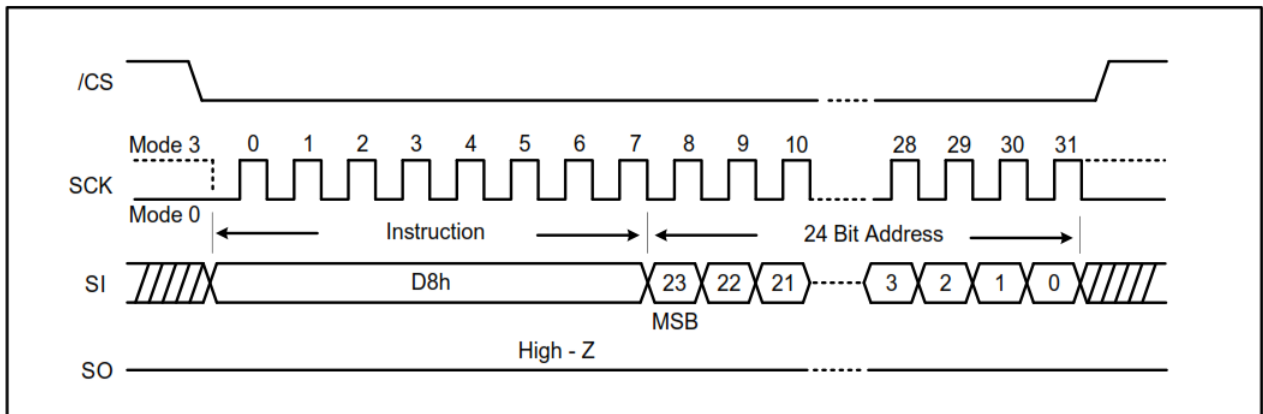 /CS
Mode 3 0 1 2 3 4 5 6 7 8 9 10 28 29 30 31
SCK
Mode 0
Instruction 24 Bit Address
SI D8h 23 22 21 3 2 1 0
MSB
High - Z
SO